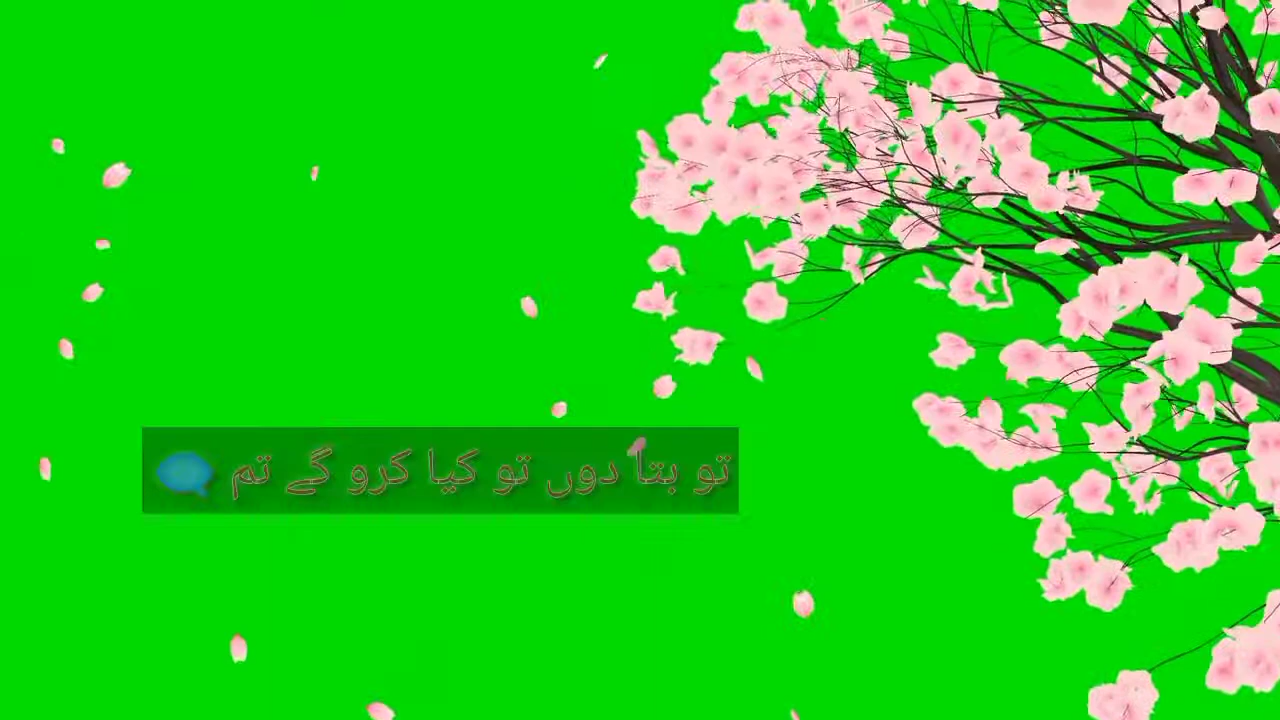 تو بتا دوں تو کیا کرو گے تم 🗨